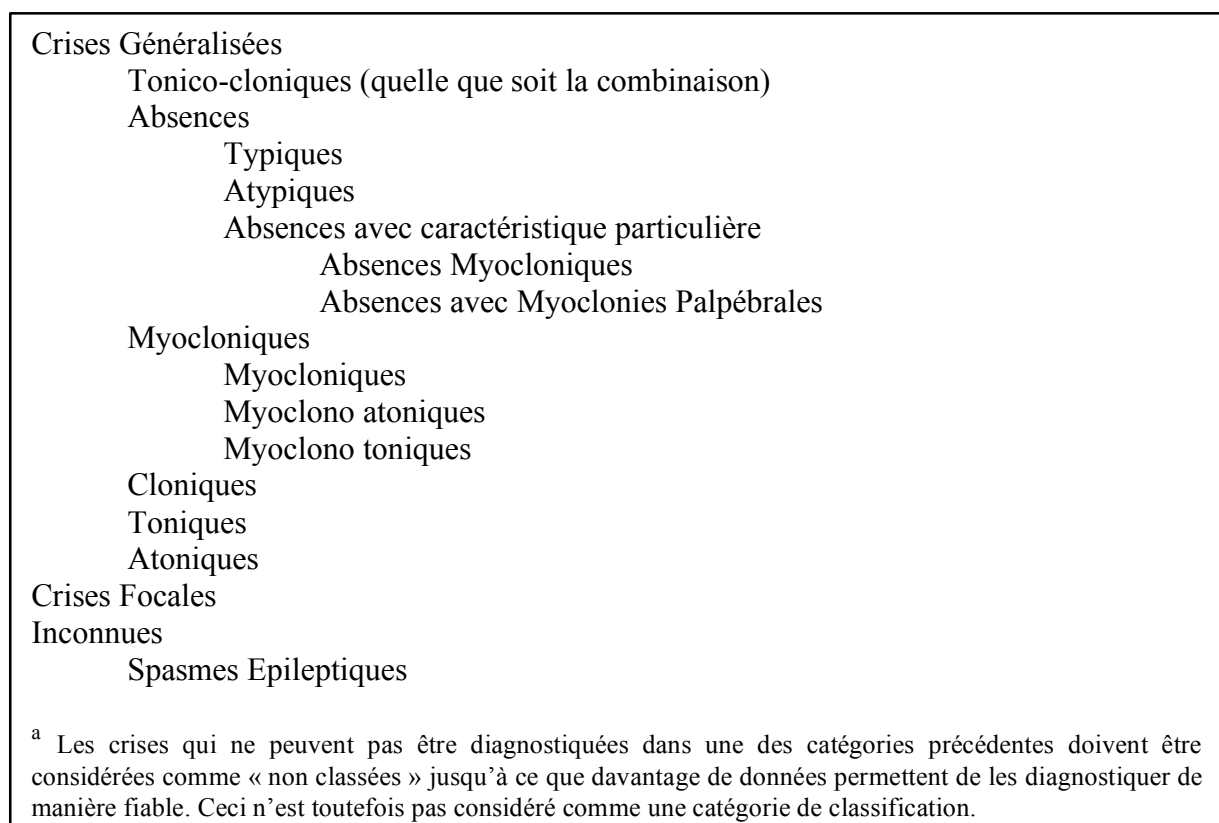 Crises Généralisées
Tonico-cloniques (quelle que soit la combinaison)
Absences
Typiques
Atypiques
Absences avec caractéristique particulière
Absences Myocloniques
Absences avec Myoclonies Palpébrales
Myocloniques
Myocloniques
Myoclono atoniques
Myoclono toniques
Cloniques
Toniques
Atoniques
Crises Focales
Inconnues
Spasmes Epileptiques
a Les crises qui ne peuvent pas être diagnostiquées dans une des catégories précédentes doivent être
considérées comme « non classées » jusqu’à ce que davantage de données permettent de les diagnostiquer de
manière fiable. Ceci n’est toutefois pas considéré comme une catégorie de classification.